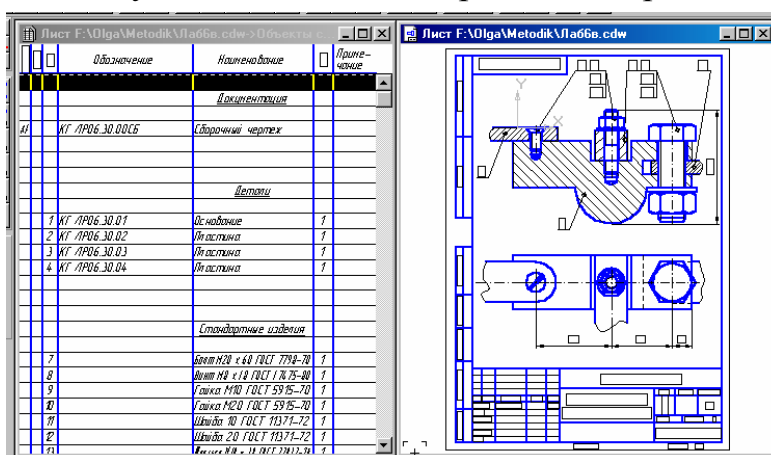 Лист F:\Olga\Metodik\Лаб6в.cdw->Объекты с...
Обозначение Наименование Приме-
чание
Документация
КГ ЛР06.30.00СБ Сборочный чертеж
Детали
1 КГ ЛР06.30.01 Основание 1
2 КГ ЛР06.30.02 Пластина 1
3 КГ ЛР06.30.03 Пластина 1
4 КГ ЛР06.30.04 Пластина 1
Стандартные изделия
7 Болт М20 х 60 ГОСТ 7798-70 1
8 Винт М8 х 18 ГОСТ 17475-80 1
9 Гайка М10 ГОСТ 5915-70 1
10 Гайка М20 ГОСТ 5915-70 1
11 Шайба 10 ГОСТ 11371-72 1
12 Шайба 20 ГОСТ 11371-72 1
13 1
Лист F:\Olga\Metodik\Лаб6в.cdw
Y
X